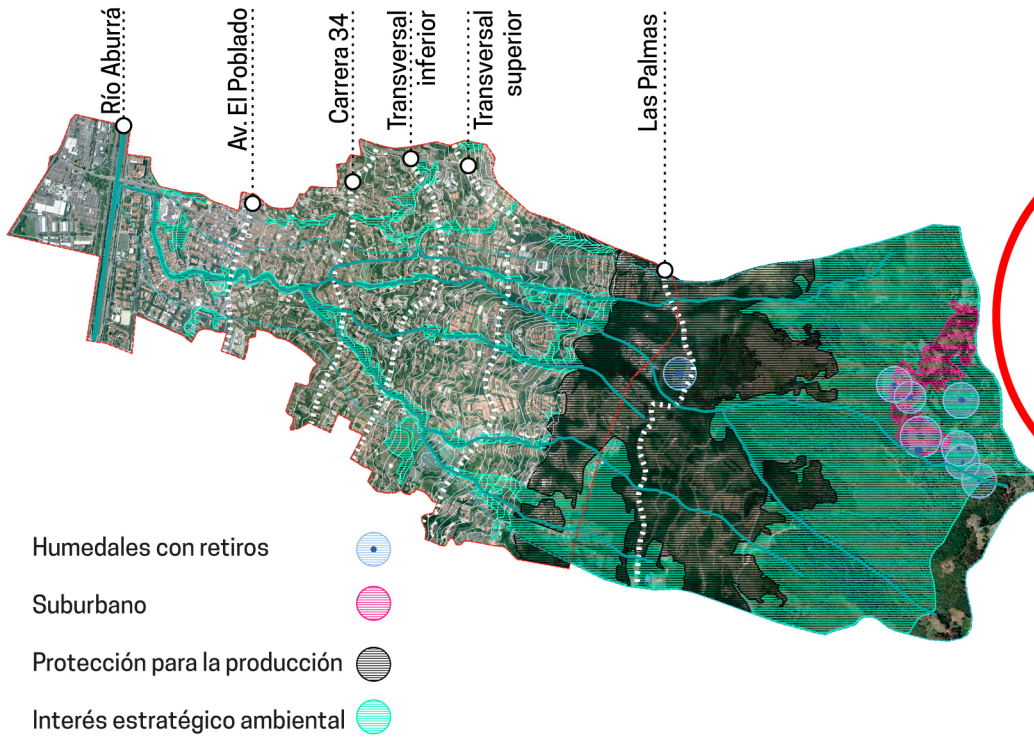 Río Aburrá
Av. El Poblado
Carrera 34
Transversal
inferior
Transversal
superior
Las Palmas
Humedales con retiros
Suburbano
Protección para la producción
Interés estratégico ambiental